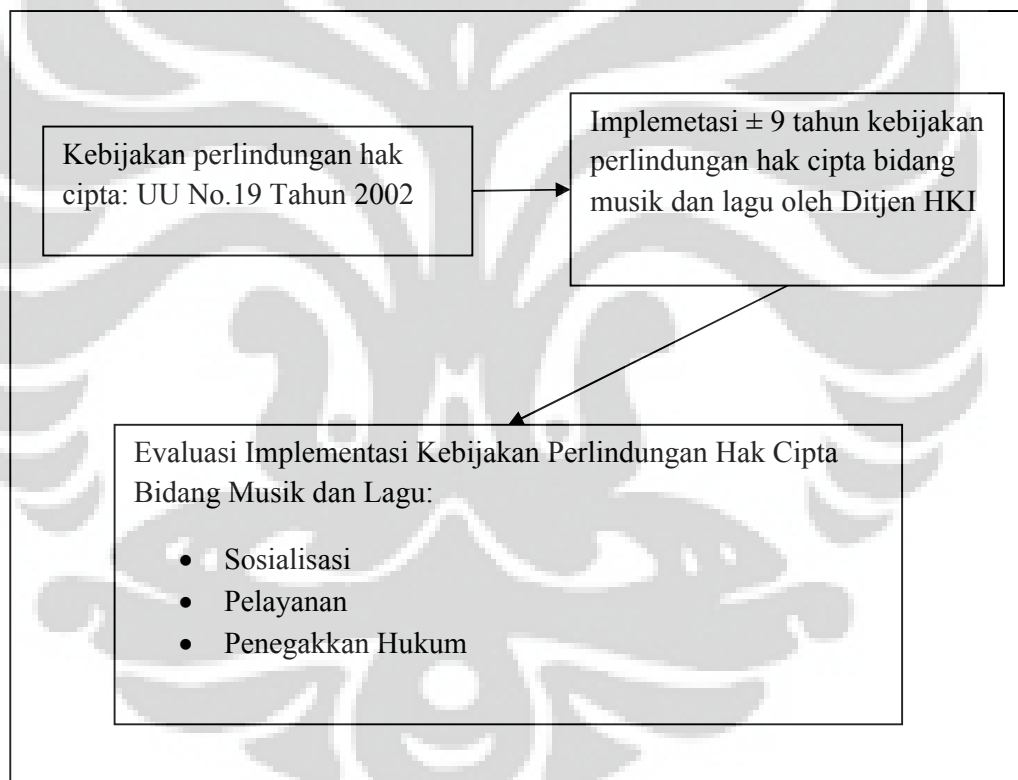 Kebijakan perlindungan hak
cipta: UU No.19 Tahun 2002
Implemetasi ± 9 tahun kebijakan
perlindungan hak cipta bidang
musik dan lagu oleh Ditjen HKI
Evaluasi Implementasi Kebijakan Perlindungan Hak Cipta
Bidang Musik dan Lagu:
• Sosialisasi
• Pelayanan
• Penegakkan Hukum